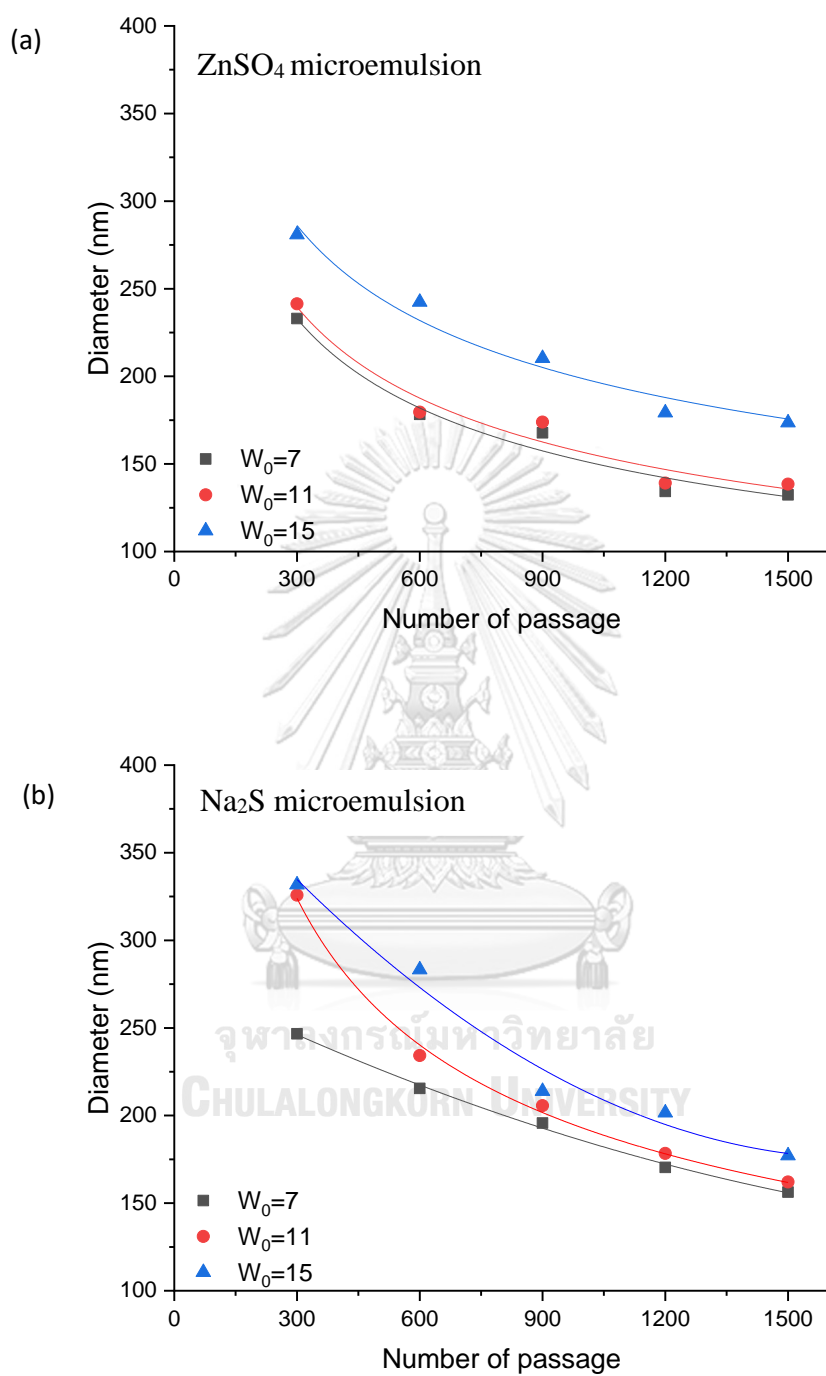 (a)
ZnSO₄ microemulsion
400
350
300
250
200
150
100
Diameter (nm)
W₀=7
W₀=11
W₀=15
0
300
600
900
1200
1500
Number of passage
(b)
Na₂S microemulsion
400
350
300
250
200
150
100
Diameter (nm)
จุฬาลงกรณ์มหาวิทยาลัย
CHULALONGKORN UNIVERSITY
W₀=7
W₀=11
W₀=15
0
300
600
900
1200
1500
Number of passage